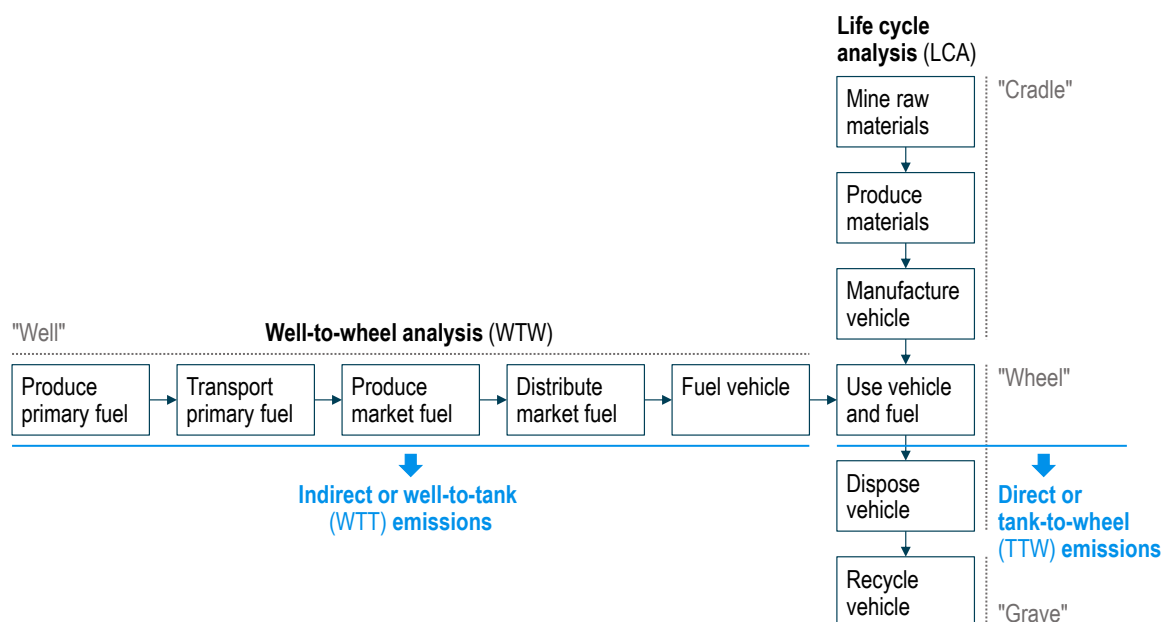 Life cycle
analysis (LCA)
Mine raw
materials
"Cradle"
Produce
materials
Manufacture
vehicle
"Well"
Well-to-wheel analysis (WTW)
Produce
primary fuel
Transport
primary fuel
Produce
market fuel
Distribute
market fuel
Fuel vehicle
Use vehicle
and fuel
"Wheel"
Indirect or well-to-tank
(WTT) emissions
Dispose
vehicle
Direct or
tank-to-wheel
(TTW) emissions
Recycle
vehicle
"Grave"